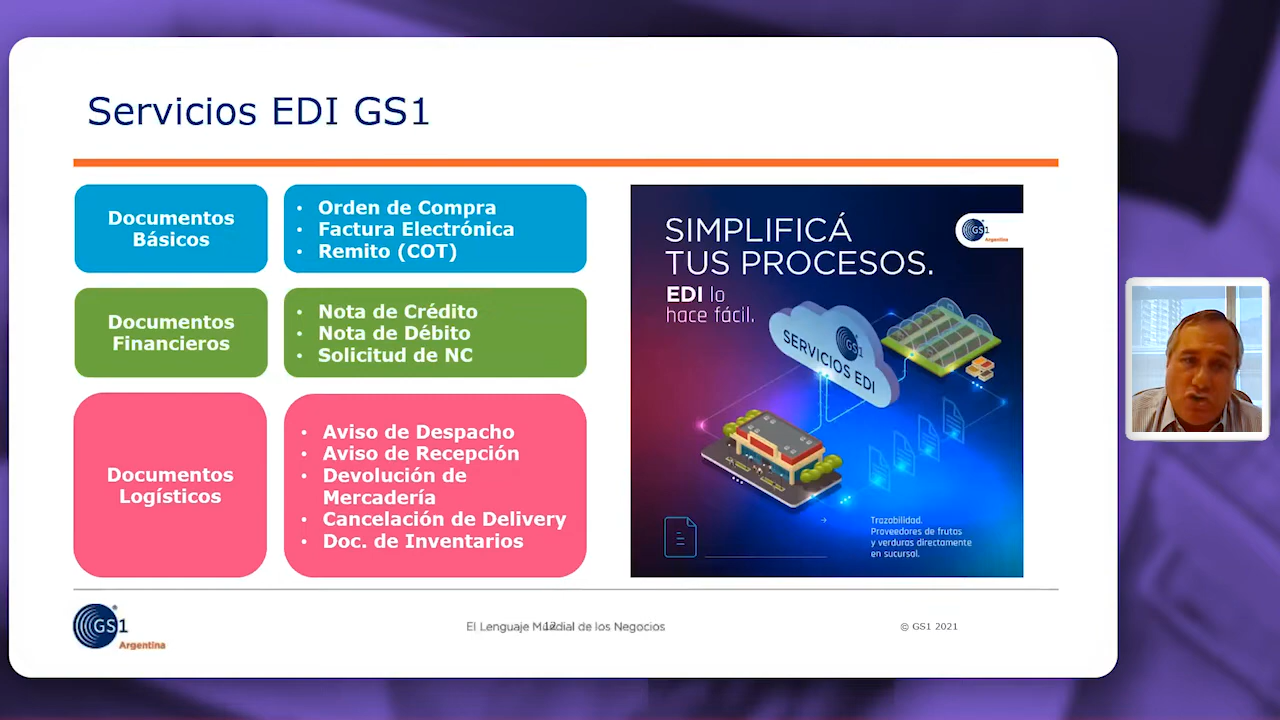 Servicios EDI GS1
Documentos
Básicos
• Orden de Compra
• Factura Electrónica
• Remito (COT)
Documentos
Financieros
• Nota de Crédito
• Nota de Débito
• Solicitud de NC
Documentos
Logísticos
• Aviso de Despacho
• Aviso de Recepción
• Devolución de
Mercadería
• Cancelación de Delivery
• Doc. de Inventarios
SIMPLIFICÁ
TUS PROCESOS.
EDI lo
hace fácil.
GS1
Argentina
GS1
SERVICIOS EDI
Trazabilidad.
Proveedores de frutas
y verduras directamente
en sucursal.
GS1
Argentina
El Lenguaje Mundial de los Negocios
12
© GS1 2021